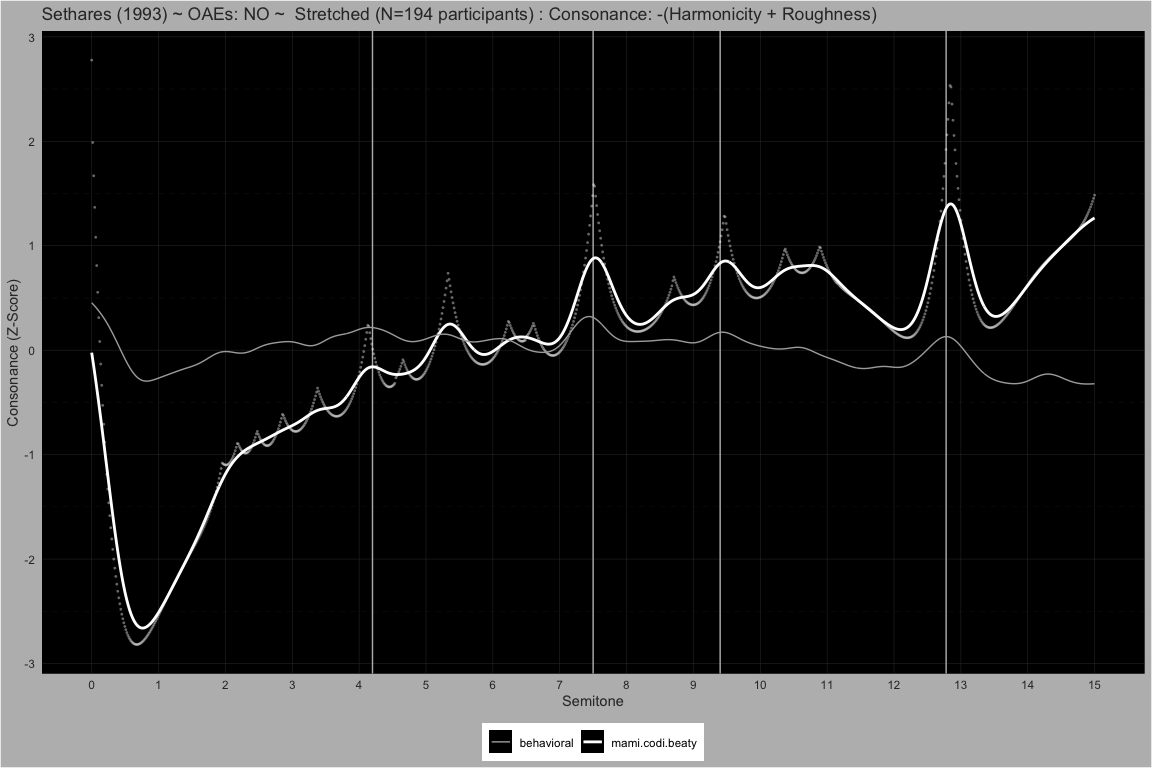 Sethares (1993) ~ OAEs: NO ~  Stretched (N=194 participants) : Consonance: -(Harmonicity + Roughness)
3
2
1
0
-1
-2
-3
Consonance (Z-Score)
0 1 2 3 4 5 6 7 8 9 10 11 12 13 14 15
Semitone
behavioral mami.codi.beaty